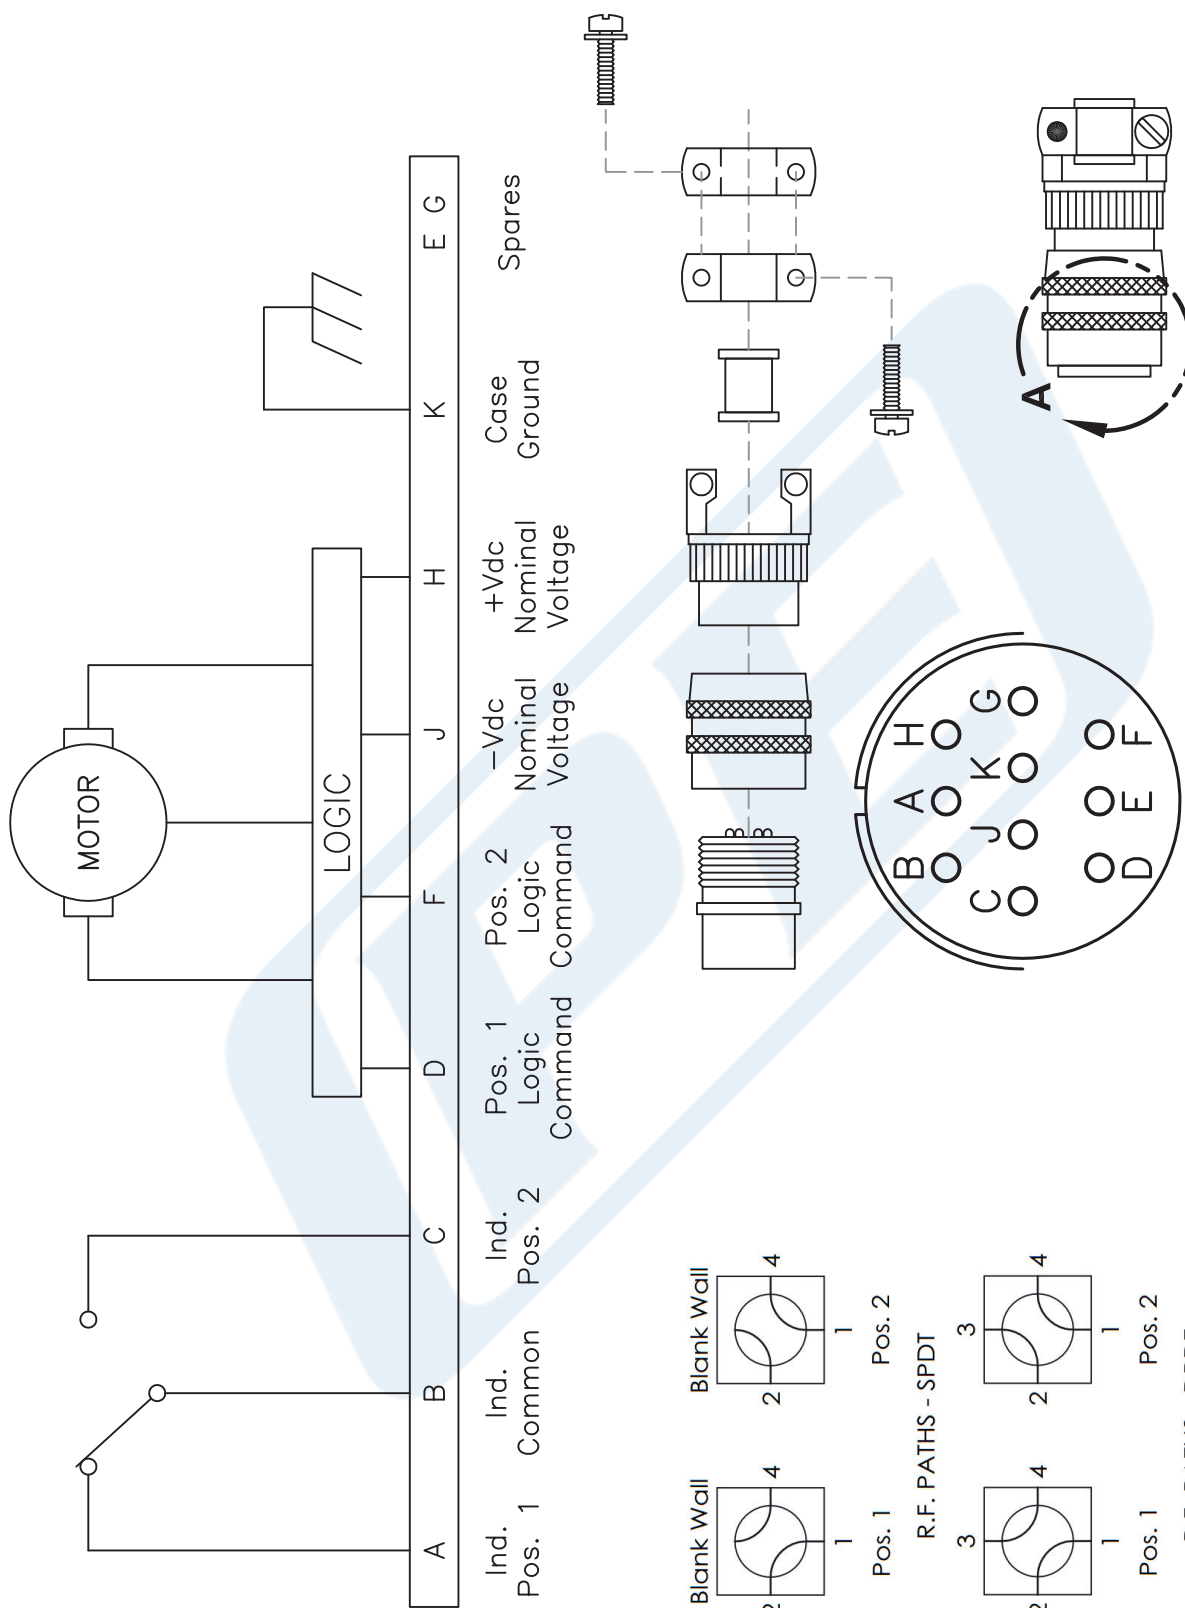 MOTOR
LOGIC
A B C D F J H K E G
Ind.
Pos. 1
Ind.
Common
Ind.
Pos. 2
Pos. 1
Logic
Command
Pos. 2
Logic
Command
−Vdc
Nominal
Voltage
+Vdc
Nominal
Voltage
Case
Ground
Spares
A
B A H
C J K G
D E F
Blank Wall
4
1
Pos. 1
Blank Wall
2 4
1
Pos. 2
R.F. PATHS - SPDT
3
4
1
Pos. 1
3
2 4
1
Pos. 2